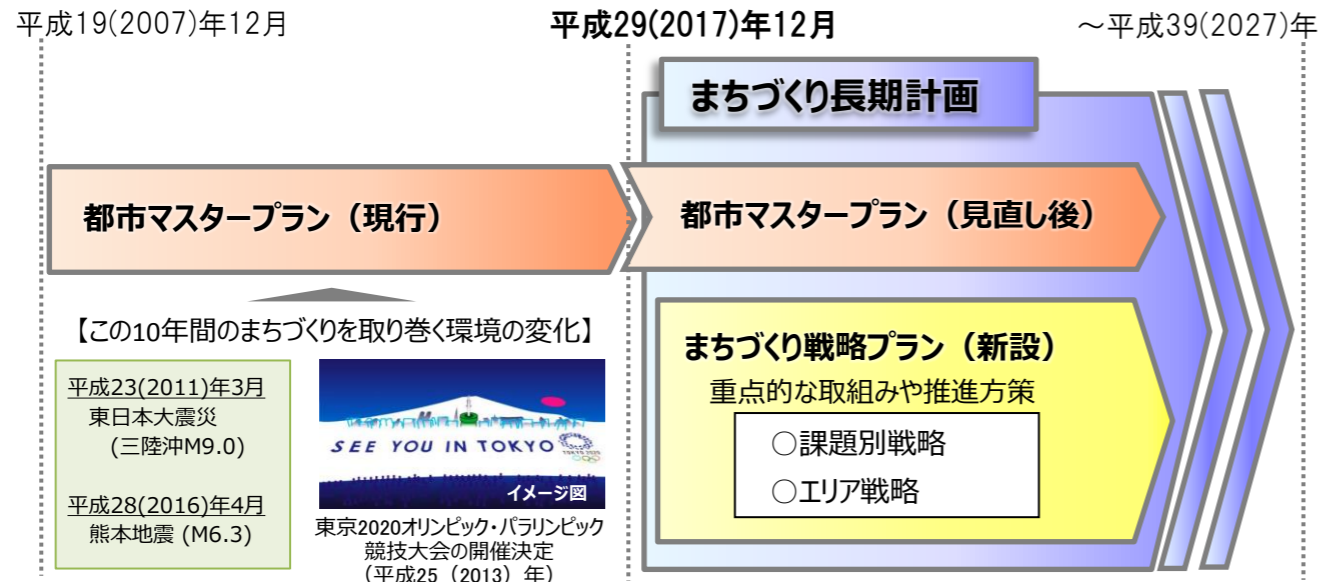 平成19(2007)年12月
平成29(2017)年12月
～平成39(2027)年
まちづくり長期計画
都市マスタープラン（現行）
都市マスタープラン（見直し後）
【この10年間のまちづくりを取り巻く環境の変化】
平成23(2011)年3月
東日本大震災
(三陸沖M9.0)
平成28(2016)年4月
熊本地震 (M6.3)
SEE YOU IN TOKYO
TOKYO 2020
イメージ図
東京2020オリンピック・パラリンピック
競技大会の開催決定
（平成25（2013）年）
まちづくり戦略プラン（新設）
重点的な取組みや推進方策
○課題別戦略
○エリア戦略